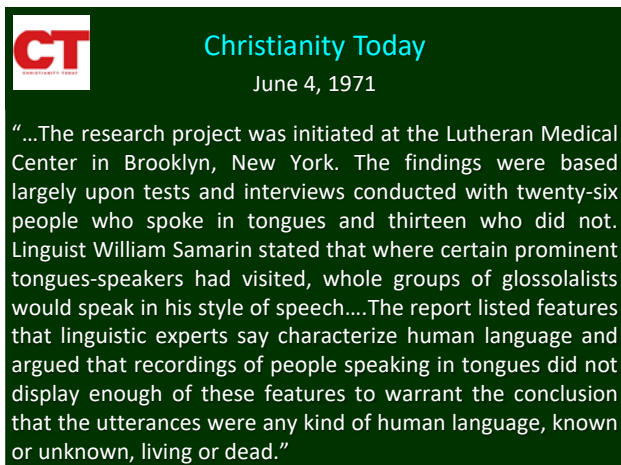 CT
CHRISTIANITY TODAY
Christianity Today
June 4, 1971
“…The research project was initiated at the Lutheran Medical
Center in Brooklyn, New York. The findings were based
largely upon tests and interviews conducted with twenty-six
people who spoke in tongues and thirteen who did not.
Linguist William Samarin stated that where certain prominent
tongues-speakers had visited, whole groups of glossolalists
would speak in his style of speech….The report listed features
that linguistic experts say characterize human language and
argued that recordings of people speaking in tongues did not
display enough of these features to warrant the conclusion
that the utterances were any kind of human language, known
or unknown, living or dead.”